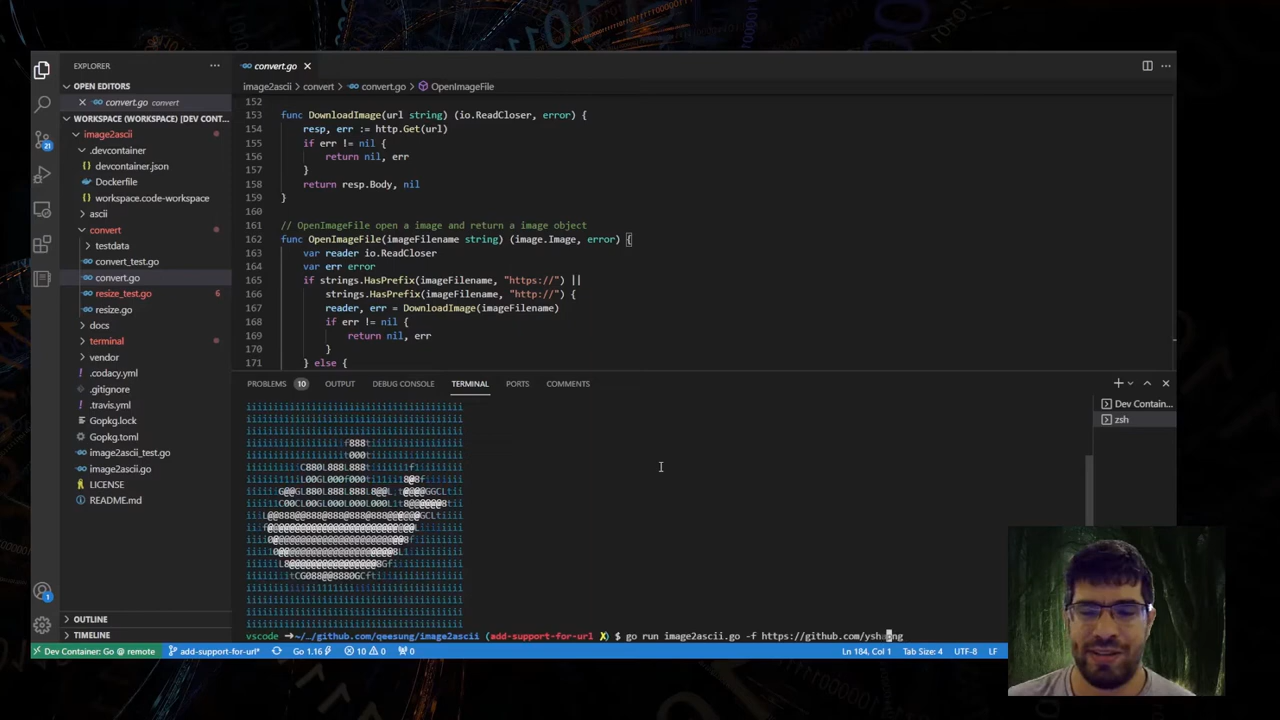 EXPLORER
OPEN EDITORS
convert.go convert
WORKSPACE (WORKSPACE) [DEV CONT...
image2ascii
.devcontainer
devcontainer.json
Dockerfile
workspace.code-workspace
ascii
convert
testdata
convert_test.go
convert.go
resize_test.go 6
resize.go
docs
terminal
vendor
.codacy.yml
.gitignore
.travis.yml
Gopkg.lock
Gopkg.toml
image2ascii_test.go
image2ascii.go
LICENSE
README.md
OUTLINE
TIMELINE
21
1
convert.go
image2ascii > convert > convert.go > OpenImageFile
152
153 func DownloadImage(url string) (io.ReadCloser, error) {
154 resp, err := http.Get(url)
155 if err != nil {
156 return nil, err
157 }
158 return resp.Body, nil
159 }
160
161 // OpenImageFile open a image and return a image object
162 func OpenImageFile(imageFilename string) (image.Image, error) {
163 var reader io.ReadCloser
164 var err error
165 if strings.HasPrefix(imageFilename, "https://") ||
166 strings.HasPrefix(imageFilename, "http://") {
167 reader, err = DownloadImage(imageFilename)
168 if err != nil {
169 return nil, err
170 }
171 } else {
PROBLEMS 10 OUTPUT DEBUG CONSOLE TERMINAL PORTS COMMENTS
Dev Contain...
zsh
vscode ➜~/…/github.com/qeesung/image2ascii (add-support-for-url ✗) $ go run image2ascii.go -f
Dev Container: Go @ remote add-support-for-url* Go 1.16 10 0 0 Ln 184, Col 1 Tab Size: 4 UTF-8 LF